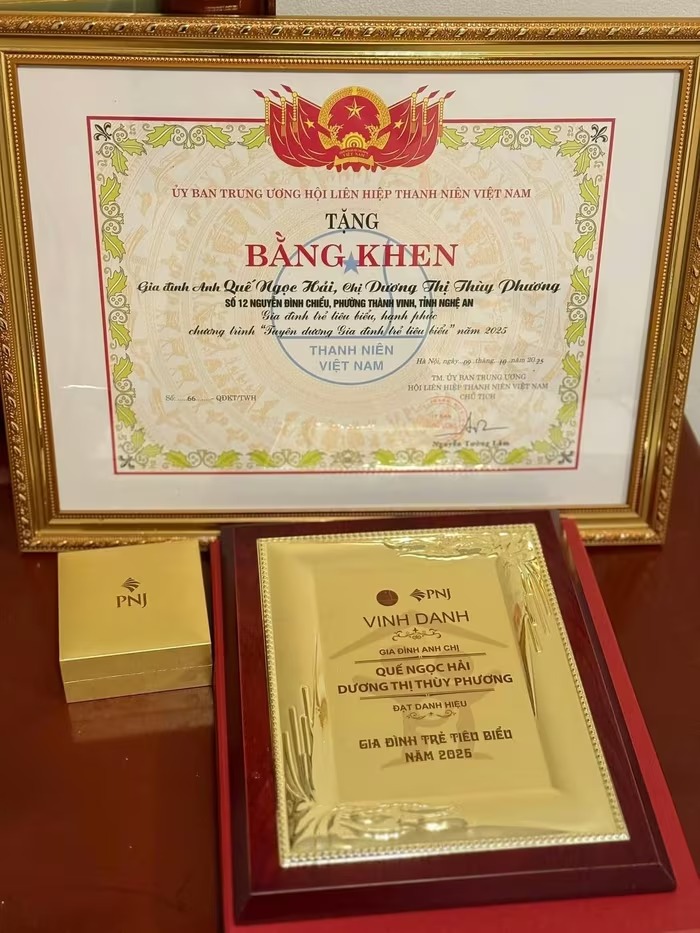 ỦY BAN TRUNG ƯƠNG HỘI LIÊN HIỆP THANH NIÊN VIỆT NAM
TẶNG
BẰNG KHEN
Gia đình Anh Quế Ngọc Hải, Chị Dương Thị Thùy Phương
SỐ 12 NGUYỄN ĐÌNH CHIỂU, PHƯỜNG THÀNH VINH, TỈNH NGHỆ AN
Gia đình trẻ tiêu biểu, hạnh phúc
chương trình "Tuyên dương Gia đình trẻ tiêu biểu" năm 2025
THANH NIÊN
VIỆT NAM
Hà Nội, ngày 09 tháng 10 năm 2025
TM. ỦY BAN TRUNG ƯƠNG
HỘI LIÊN HIỆP THANH NIÊN VIỆT NAM
CHỦ TỊCH
Số: 66 QĐKT/TWH
Nguyễn Tường Lâm
PNJ
PNJ
VINH DANH
GIA ĐÌNH ANH CHỊ
QUẾ NGỌC HẢI
DƯƠNG THỊ THÙY PHƯƠNG
ĐẠT DANH HIỆU
GIA ĐÌNH TRẺ TIÊU BIỂU
NĂM 2025